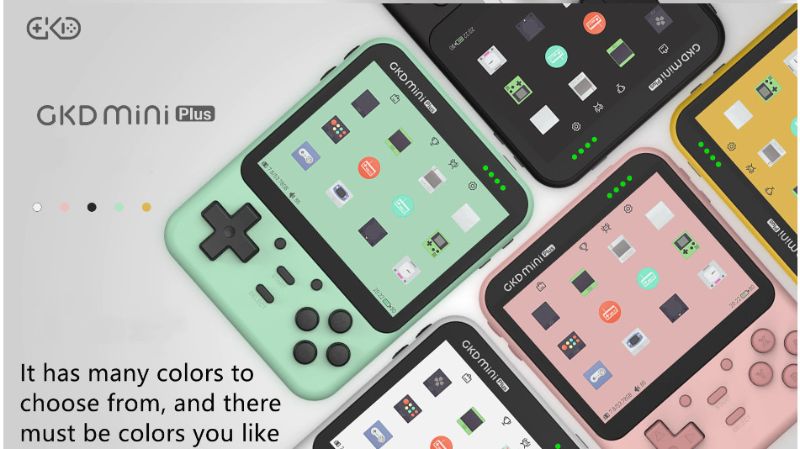 GKD
GKD mini Plus
It has many colors to
choose from, and there
must be colors you like
GKD mini Plus
GKD mini Plus
GKD mini Plus
GKD mini Plus
GKD mini Plus